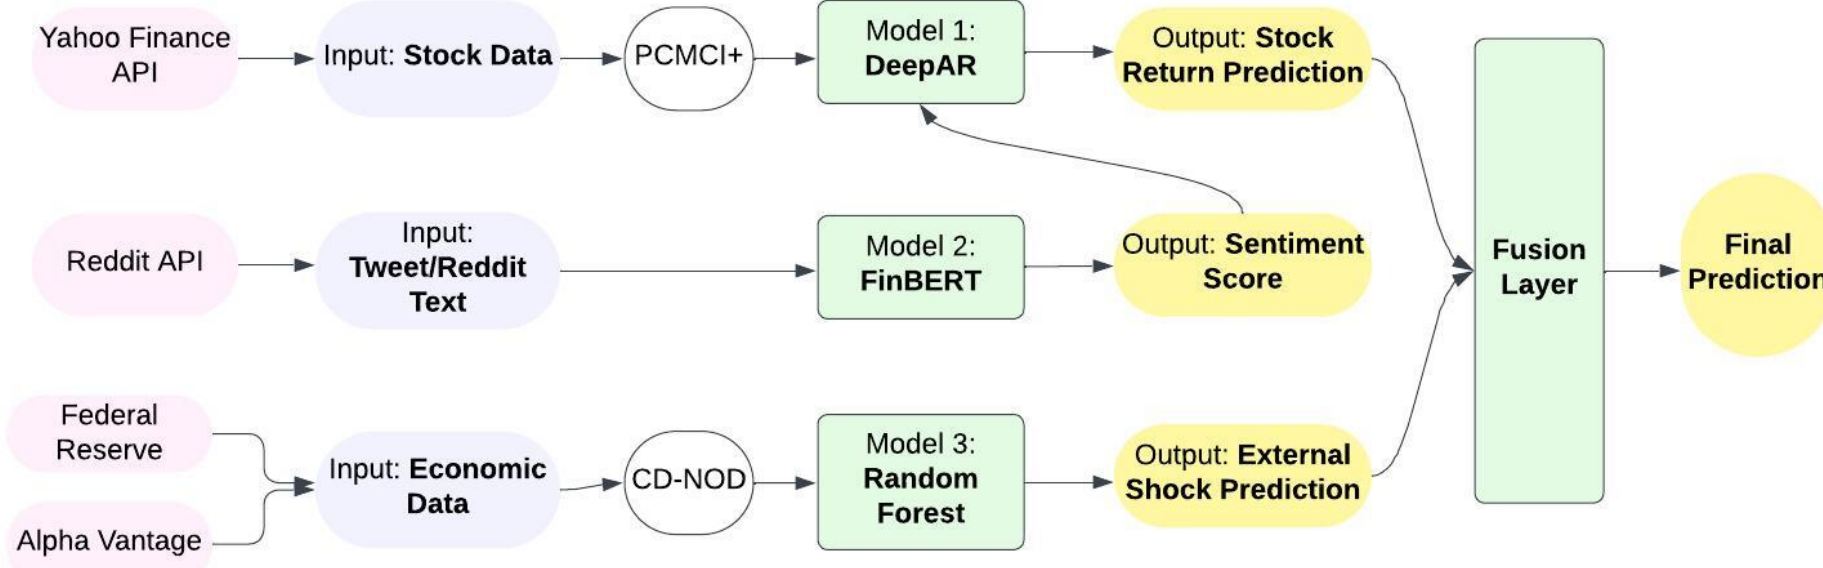 Yahoo Finance
API
Input: Stock Data
PCMCI+
Model 1:
DeepAR
Output: Stock
Return Prediction
Reddit API
Input:
Tweet/Reddit
Text
Model 2:
FinBERT
Output: Sentiment
Score
Fusion
Layer
Final
Prediction
Federal
Reserve
Alpha Vantage
Input: Economic
Data
CD-NOD
Model 3:
Random
Forest
Output: External
Shock Prediction